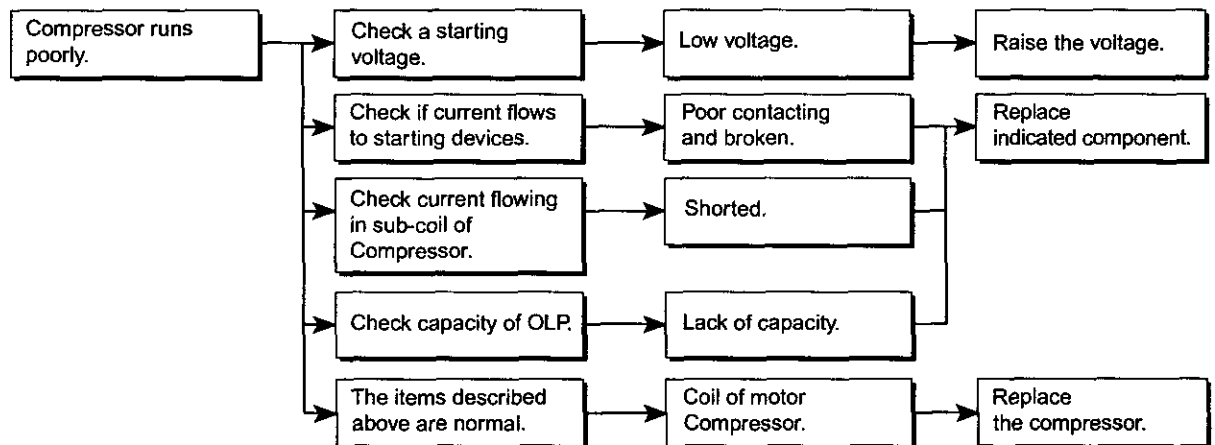 Compressor runs
poorly.
Check a starting
voltage.
Low voltage.
Raise the voltage.
Check if current flows
to starting devices.
Poor contacting
and broken.
Replace
indicated component.
Check current flowing
in sub-coil of
Compressor.
Shorted.
Check capacity of OLP.
Lack of capacity.
The items described
above are normal.
Coil of motor
Compressor.
Replace
the compressor.